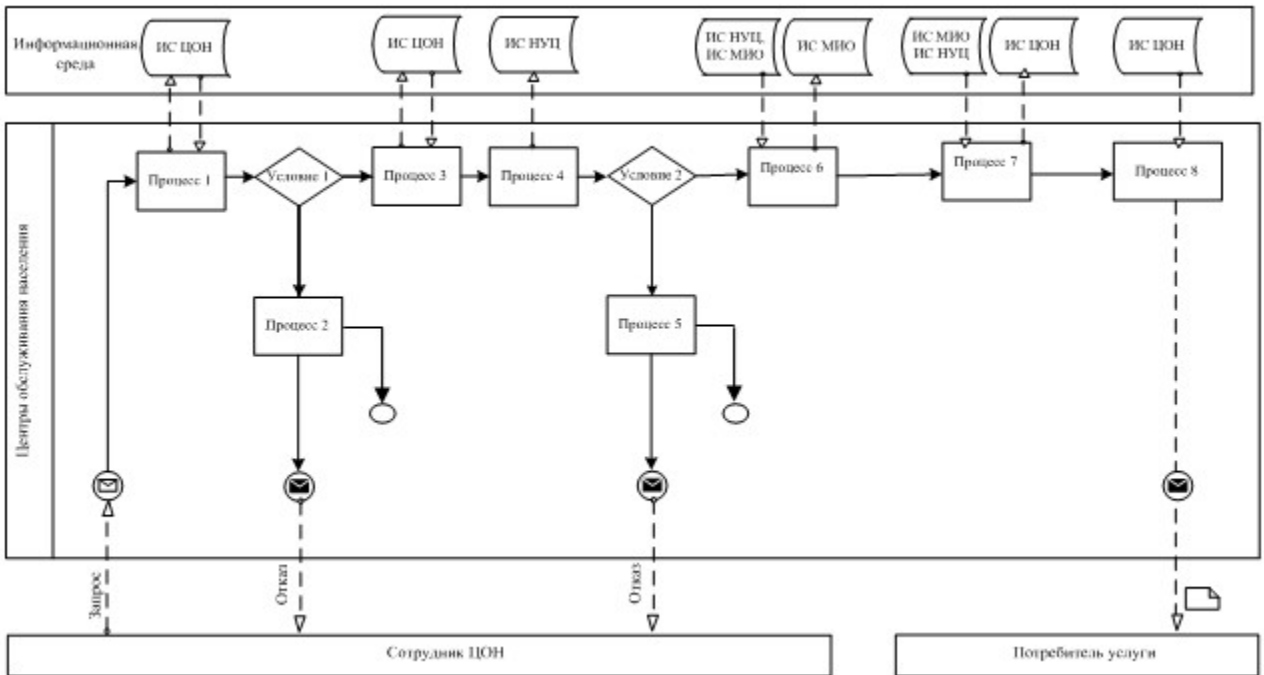 Информационная
среда
ИС ЦОН
ИС ЦОН
ИС НУЦ
ИС НУЦ,
ИС МИО
ИС МИО
ИС МИО
ИС НУЦ
ИС ЦОН
ИС ЦОН
Центры обслуживания населения
Процесс 1
Условие 1
Процесс 3
Процесс 4
Условие 2
Процесс 6
Процесс 7
Процесс 8
Процесс 2
Процесс 5
Запрос
Отказ
Отказ
Сотрудник ЦОН
Потребитель услуги